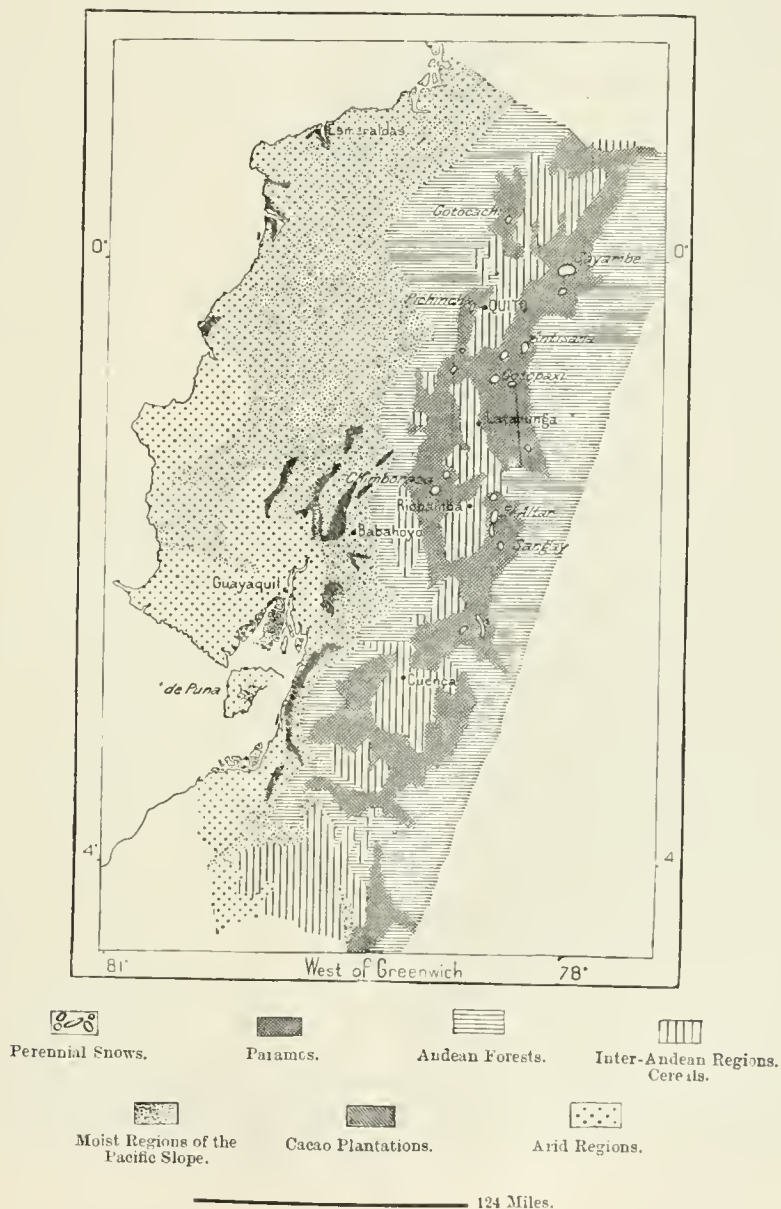 Esmeraldas
Cotocachi
0°
0°
Cayambe
Pichincha
QUITO
Antisana
Cotopaxi
Latacunga
Chimborazo
Riobamba
Altar
Babahoyo
Sangay
Guayaquil
de Puna
Cuenca
4°
4
81°
West of Greenwich
78°
Perennial Snows.
Paramos.
Andean Forests.
Inter-Andean Regions.
Cereals.
Moist Regions of the
Pacific Slope.
Cacao Plantations.
Arid Regions.
124 Miles.